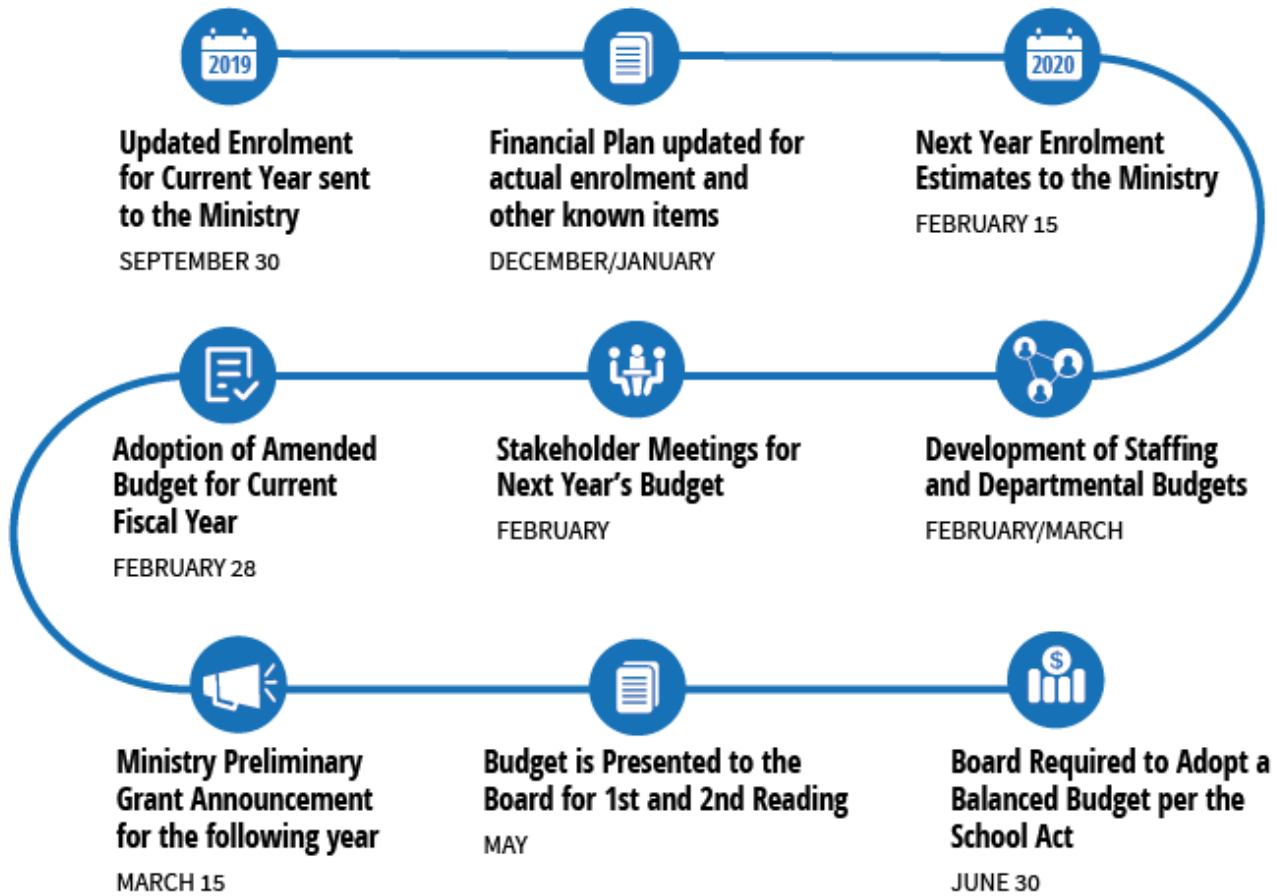 2019
Updated Enrolment
for Current Year sent
to the Ministry
SEPTEMBER 30
Financial Plan updated for
actual enrolment and
other known items
DECEMBER/JANUARY
2020
Next Year Enrolment
Estimates to the Ministry
FEBRUARY 15
Development of Staffing
and Departmental Budgets
FEBRUARY/MARCH
Stakeholder Meetings for
Next Year's Budget
FEBRUARY
Adoption of Amended
Budget for Current
Fiscal Year
FEBRUARY 28
Ministry Preliminary
Grant Announcement
for the following year
MARCH 15
Budget is Presented to the
Board for 1st and 2nd Reading
MAY
$
Board Required to Adopt a
Balanced Budget per the
School Act
JUNE 30